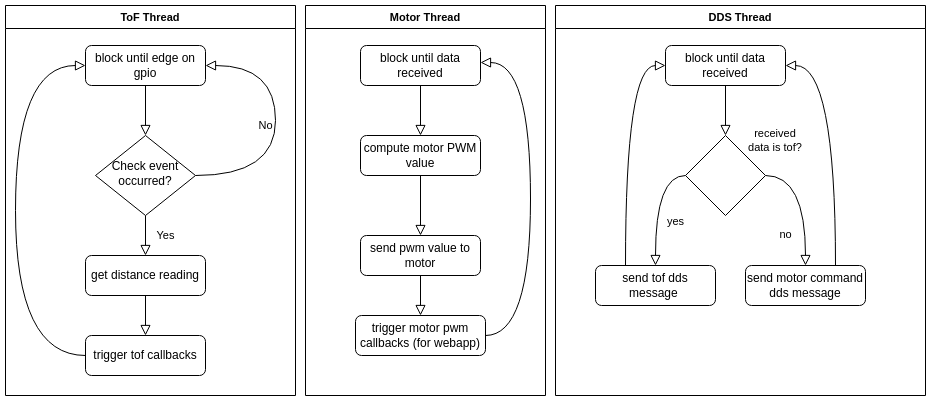 ToF Thread
block until edge on
gpio
No
Check event
occurred?
Yes
get distance reading
trigger tof callbacks
Motor Thread
block until data
received
compute motor PWM
value
send pwm value to
motor
trigger motor pwm
callbacks (for webapp)
DDS Thread
block until data
received
received
data is tof?
yes
no
send tof dds
message
send motor command
dds message